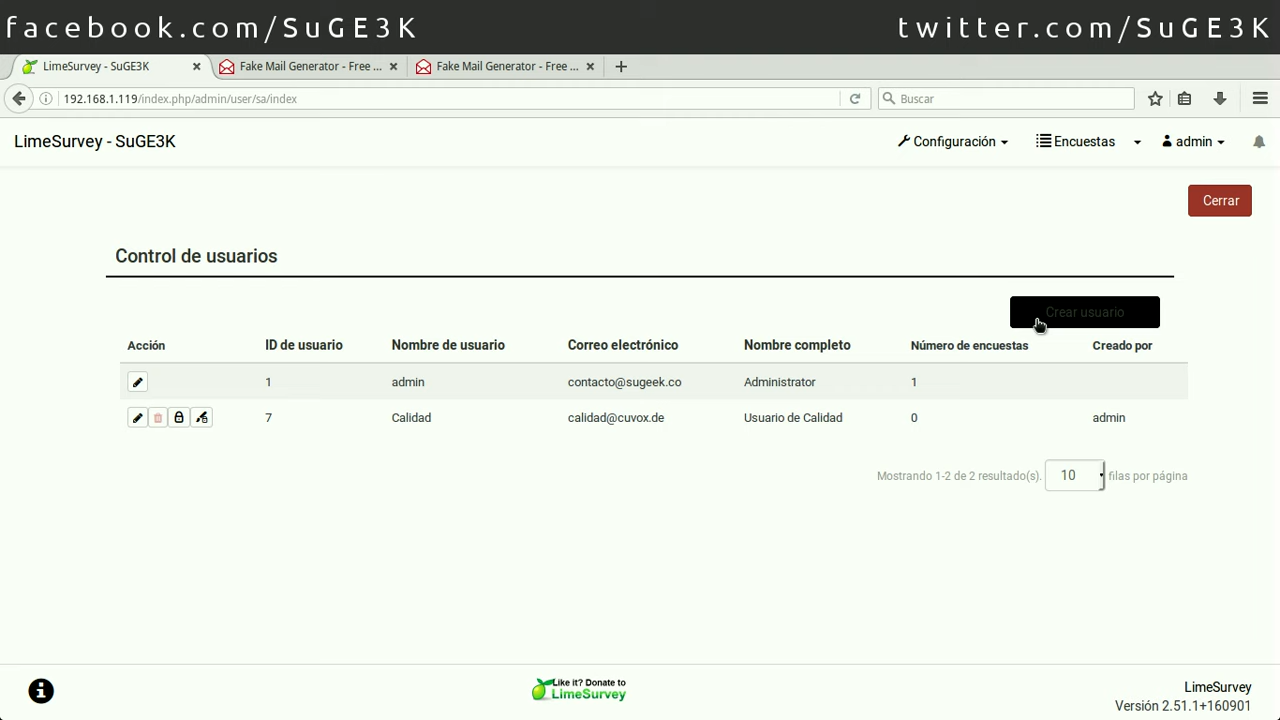 facebook.com/SuGE3K
twitter.com/SuGE3K
LimeSurvey - SuGE3K
Fake Mail Generator - Free ...
Fake Mail Generator - Free ...
192.168.1.119/index.php/admin/user/sa/index
Buscar
LimeSurvey - SuGE3K
Configuración
Encuestas
admin
Cerrar
Control de usuarios
Crear usuario
Acción ID de usuario Nombre de usuario Correo electrónico Nombre completo Número de encuestas Creado por
1 admin contacto@sugeek.co Administrator 1
7 Calidad calidad@cuvox.de Usuario de Calidad 0 admin
Mostrando 1-2 de 2 resultado(s). 10 filas por página
Like it? Donate to
LimeSurvey
LimeSurvey
Versión 2.51.1+160901